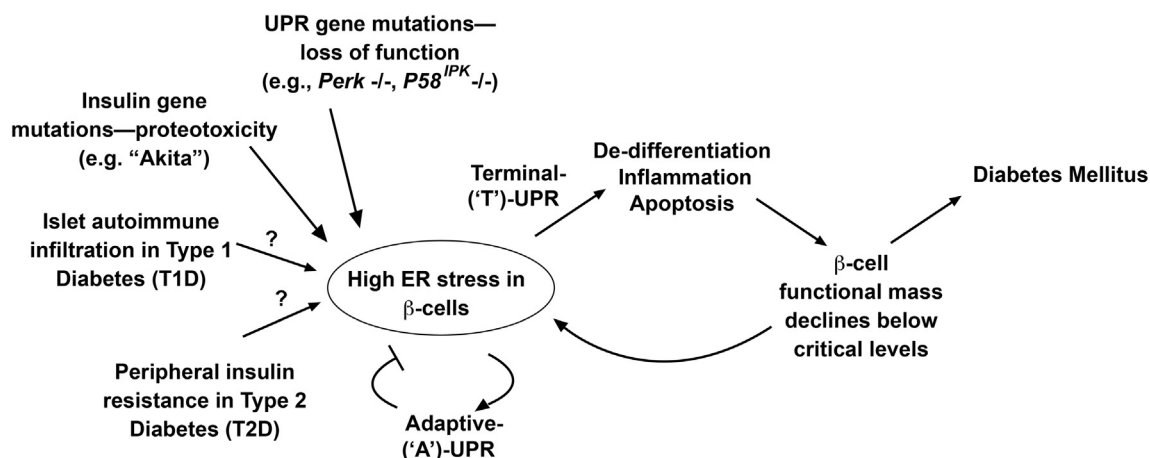 UPR gene mutations—
loss of function
(e.g., Perk -/-, P58^IPK -/-)
Insulin gene
mutations—proteotoxicity
(e.g. “Akita”)
Islet autoimmune
infiltration in Type 1
Diabetes (T1D)
?
?
Peripheral insulin
resistance in Type 2
Diabetes (T2D)
High ER stress in
β-cells
Adaptive-
(‘A’)-UPR
Terminal-
(‘T’)-UPR
De-differentiation
Inflammation
Apoptosis
β-cell
functional mass
declines below
critical levels
Diabetes Mellitus